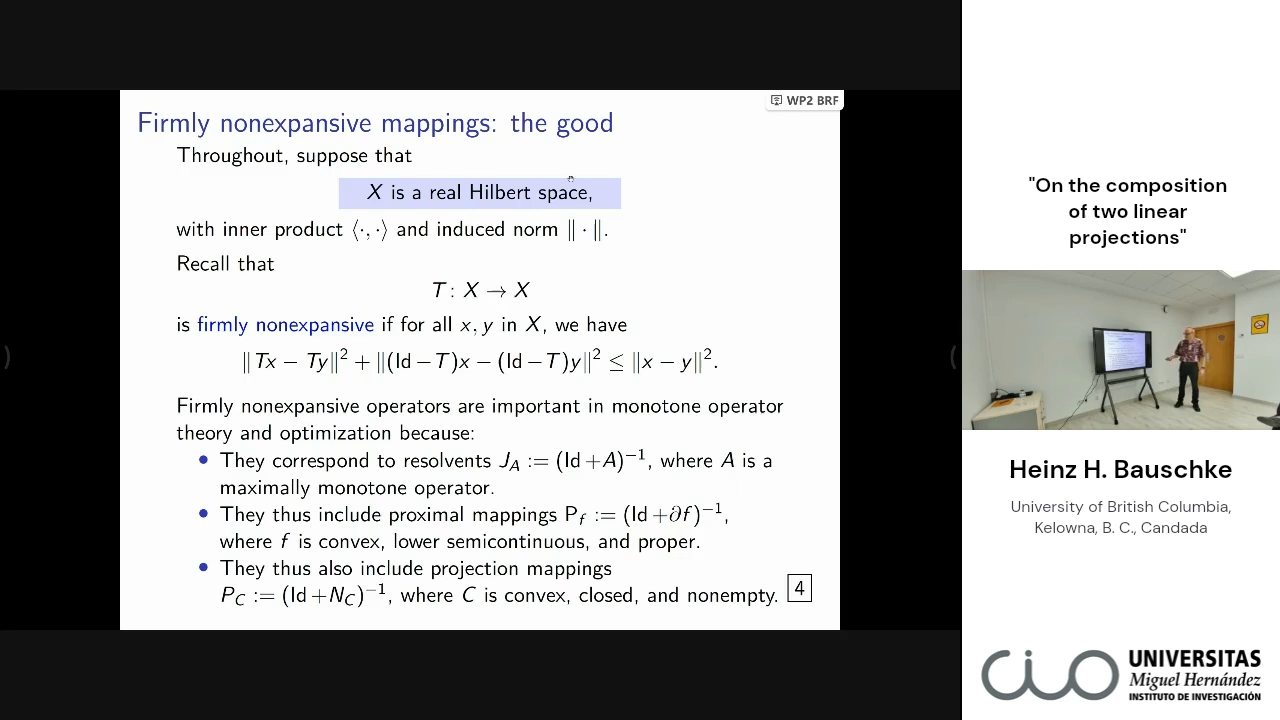 WP2 BRF
Firmly nonexpansive mappings: the good
Throughout, suppose that
X is a real Hilbert space,
with inner product ⟨·, ·⟩ and induced norm ‖ · ‖.
Recall that
T : X → X
is firmly nonexpansive if for all x, y in X, we have
‖Tx − Ty‖² + ‖(Id − T)x − (Id − T)y‖² ≤ ‖x − y‖².
Firmly nonexpansive operators are important in monotone operator
theory and optimization because:
• They correspond to resolvents J_A := (Id +A)⁻¹, where A is a
maximally monotone operator.
• They thus include proximal mappings P_f := (Id +∂f)⁻¹,
where f is convex, lower semicontinuous, and proper.
• They thus also include projection mappings
P_C := (Id +N_C)⁻¹, where C is convex, closed, and nonempty.
4
"On the composition
of two linear
projections"
Heinz H. Bauschke
University of British Columbia,
Kelowna, B. C., Candada
CIO
UNIVERSITAS
Miguel Hernández
INSTITUTO DE INVESTIGACIÓN